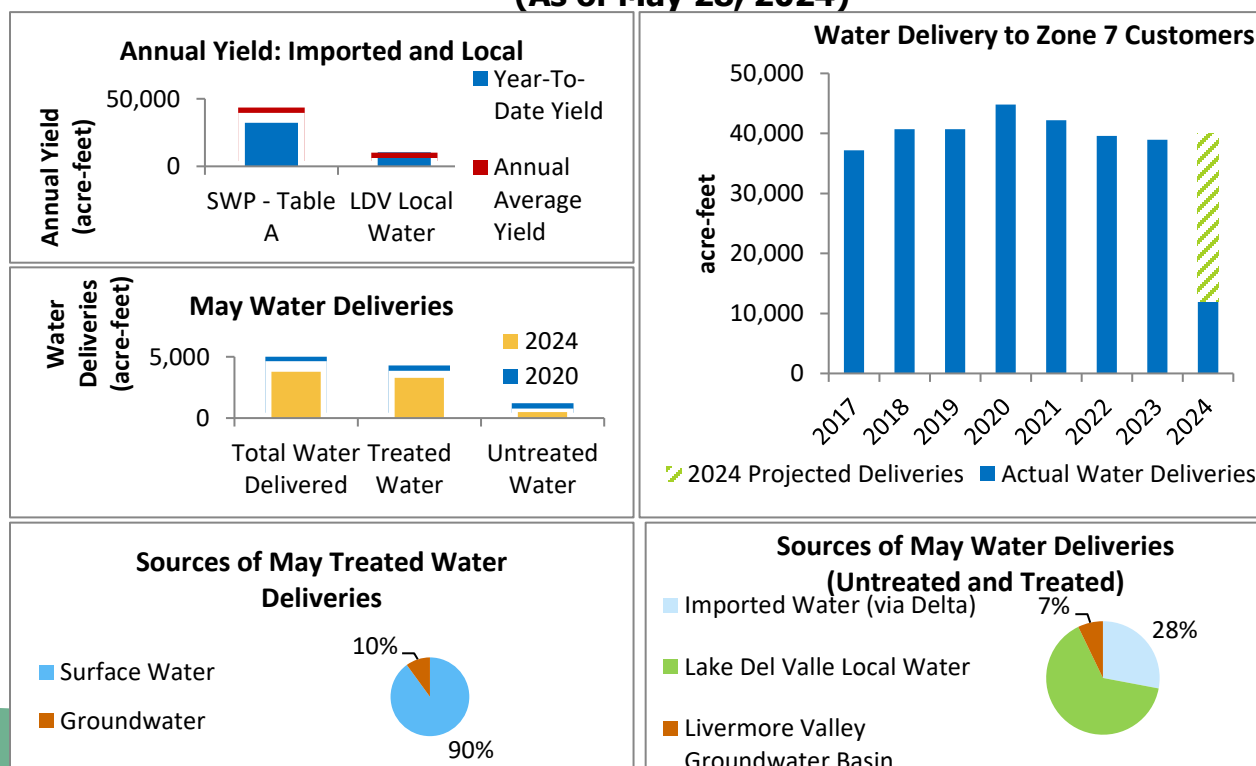 (As of May 28, 2024)
Annual Yield: Imported and Local
Annual Yield
(acre-feet)
50,000
0
SWP - Table
A
LDV Local
Water
Year-To-
Date Yield
Annual
Average
Yield
Water Delivery to Zone 7 Customers
acre-feet
50,000
40,000
30,000
20,000
10,000
0
2017
2018
2019
2020
2021
2022
2023
2024
2024 Projected Deliveries
Actual Water Deliveries
May Water Deliveries
Water
Deliveries
(acre-feet)
5,000
0
2024
2020
Total Water
Delivered
Treated
Water
Untreated
Water
Sources of May Treated Water
Deliveries
Surface Water
Groundwater
10%
90%
Sources of May Water Deliveries
(Untreated and Treated)
Imported Water (via Delta)
Lake Del Valle Local Water
Livermore Valley
Groundwater Basin
7%
28%